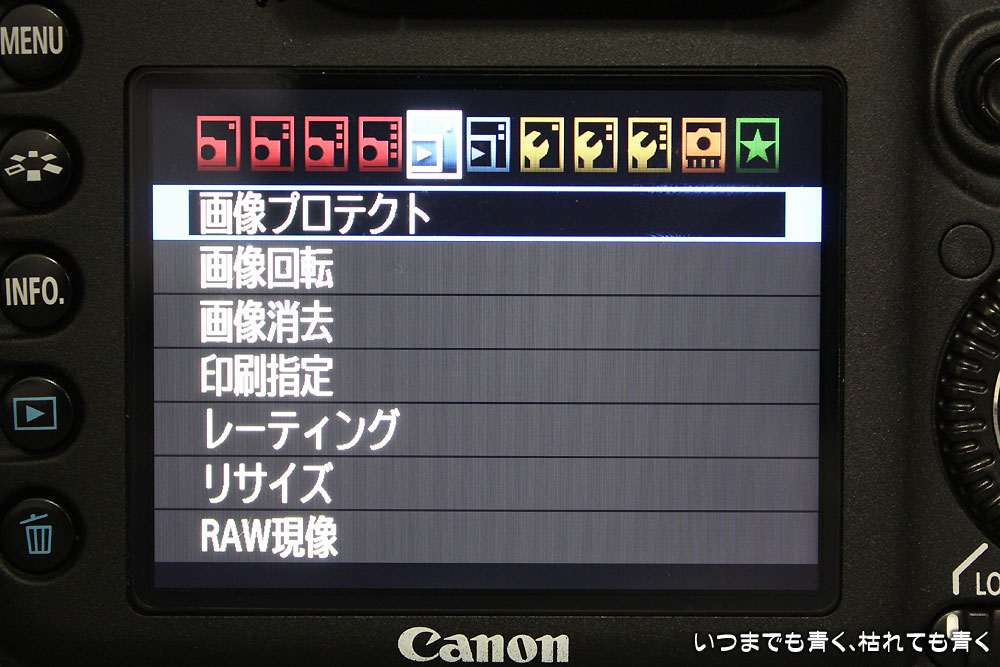 MENU
INFO.
画像プロテクト
画像回転
画像消去
印刷指定
レーティング
リサイズ
RAW現像
LO
Canon
いつまでも青く、枯れても青く